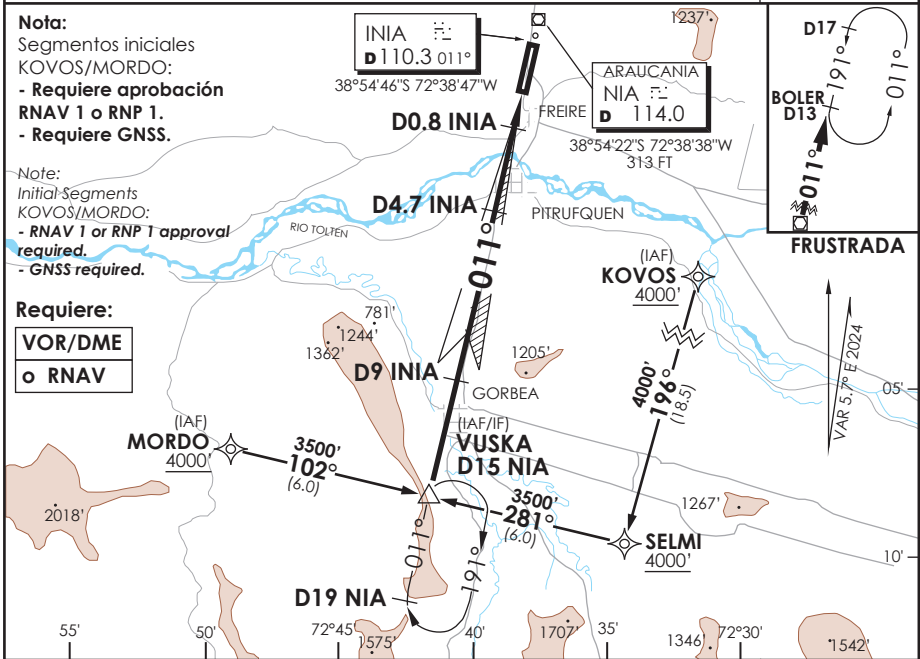 Nota:
Segmentos iniciales
KOVOS/MORDO:
- Requiere aprobación
RNAV 1 o RNP 1.
- Requiere GNSS.
Note:
Initial Segments
KOVOS/MORDO:
- RNAV 1 or RNP 1 approval
required.
- GNSS required.
Requiere:
VOR/DME
o RNAV
INIA
D 110.3 011°
38°54'46"S 72°38'47"W
ARAUCANIA
NIA
D 114.0
38°54'22"S 72°38'38"W
313 FT
1237'
D17
BOLER
D13
191°
011°
011°
FRUSTRADA
FREIRE
D0.8 INIA
D4.7 INIA
PITRUFQUEN
RIO TOLTEN
011°
(IAF)
KOVOS
4000'
4000'
196°
(18.5)
VAR 5.7° E 2024
781'
1244'
1362'
1205'
D9 INIA
GORBEA
05'
(IAF)
MORDO
4000'
3500'
102°
(6.0)
(IAF/IF)
VUSKA
D15 NIA
3500'
281°
(6.0)
SELMI
4000'
1267'
2018'
10'
011°
191°
D19 NIA
55'
50'
72°45'
1575'
40'
1707'
35'
1346'
72°30'
1542'